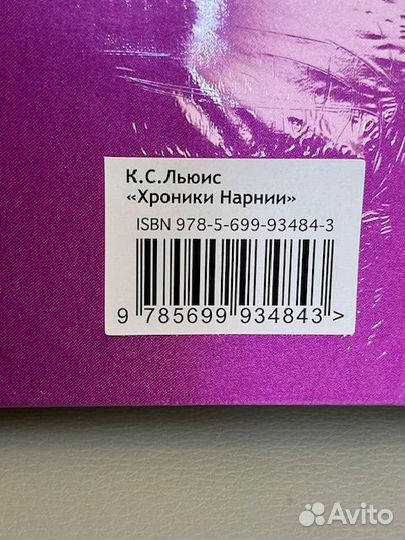 К.С.Льюис
«Хроники Нарнии»
ISBN 978-5-699-93484-3
9 785699 934843 >
Avito